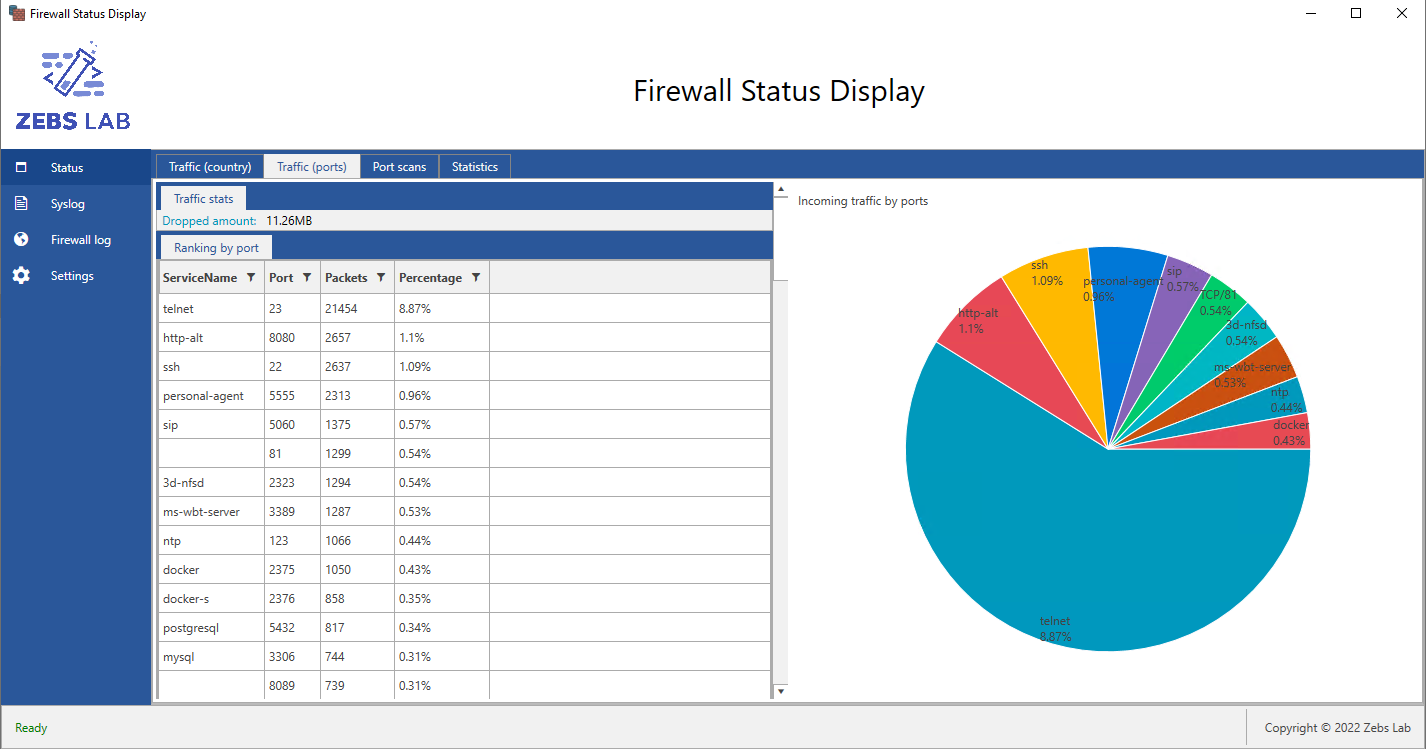 Firewall Status Display
ZEBS LAB
Firewall Status Display
Status
Syslog
Firewall log
Settings
Traffic (country) Traffic (ports) Port scans Statistics
Traffic stats
Dropped amount: 11.26MB
Ranking by port
ServiceName Port Packets Percentage
telnet 23 21454 8.87%
http-alt 8080 2657 1.1%
ssh 22 2637 1.09%
personal-agent 5555 2313 0.96%
sip 5060 1375 0.57%
81 1299 0.54%
3d-nfsd 2323 1294 0.54%
ms-wbt-server 3389 1287 0.53%
ntp 123 1066 0.44%
docker 2375 1050 0.43%
docker-s 2376 858 0.35%
postgresql 5432 817 0.34%
mysql 3306 744 0.31%
8089 739 0.31%
Incoming traffic by ports
ssh
1.09%
personal-agent
0.96%
sip
0.57%
TCP/81
0.54%
3d-nfsd
0.54%
ms-wbt-server
0.53%
ntp
0.44%
docker
0.43%
http-alt
1.1%
telnet
8.87%
Ready
Copyright © 2022 Zebs Lab